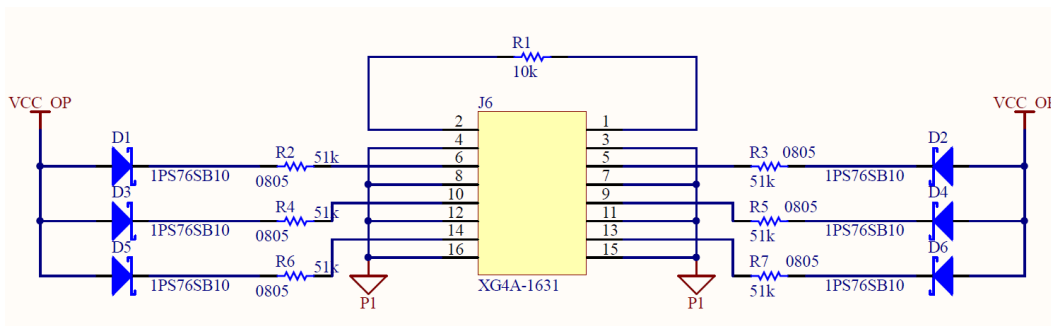 R1
10k
VCC_OP
J6
VCC_OP
2
1
D1
4
3
D2
R2
51k
6
5
R3
0805
1PS76SB10
0805
8
7
51k
1PS76SB10
D3
10
9
D4
R4
51k
12
11
R5
0805
1PS76SB10
0805
51k
1PS76SB10
D5
14
13
D6
R6
51k
16
15
R7
0805
1PS76SB10
0805
XG4A-1631
51k
1PS76SB10
P1
P1